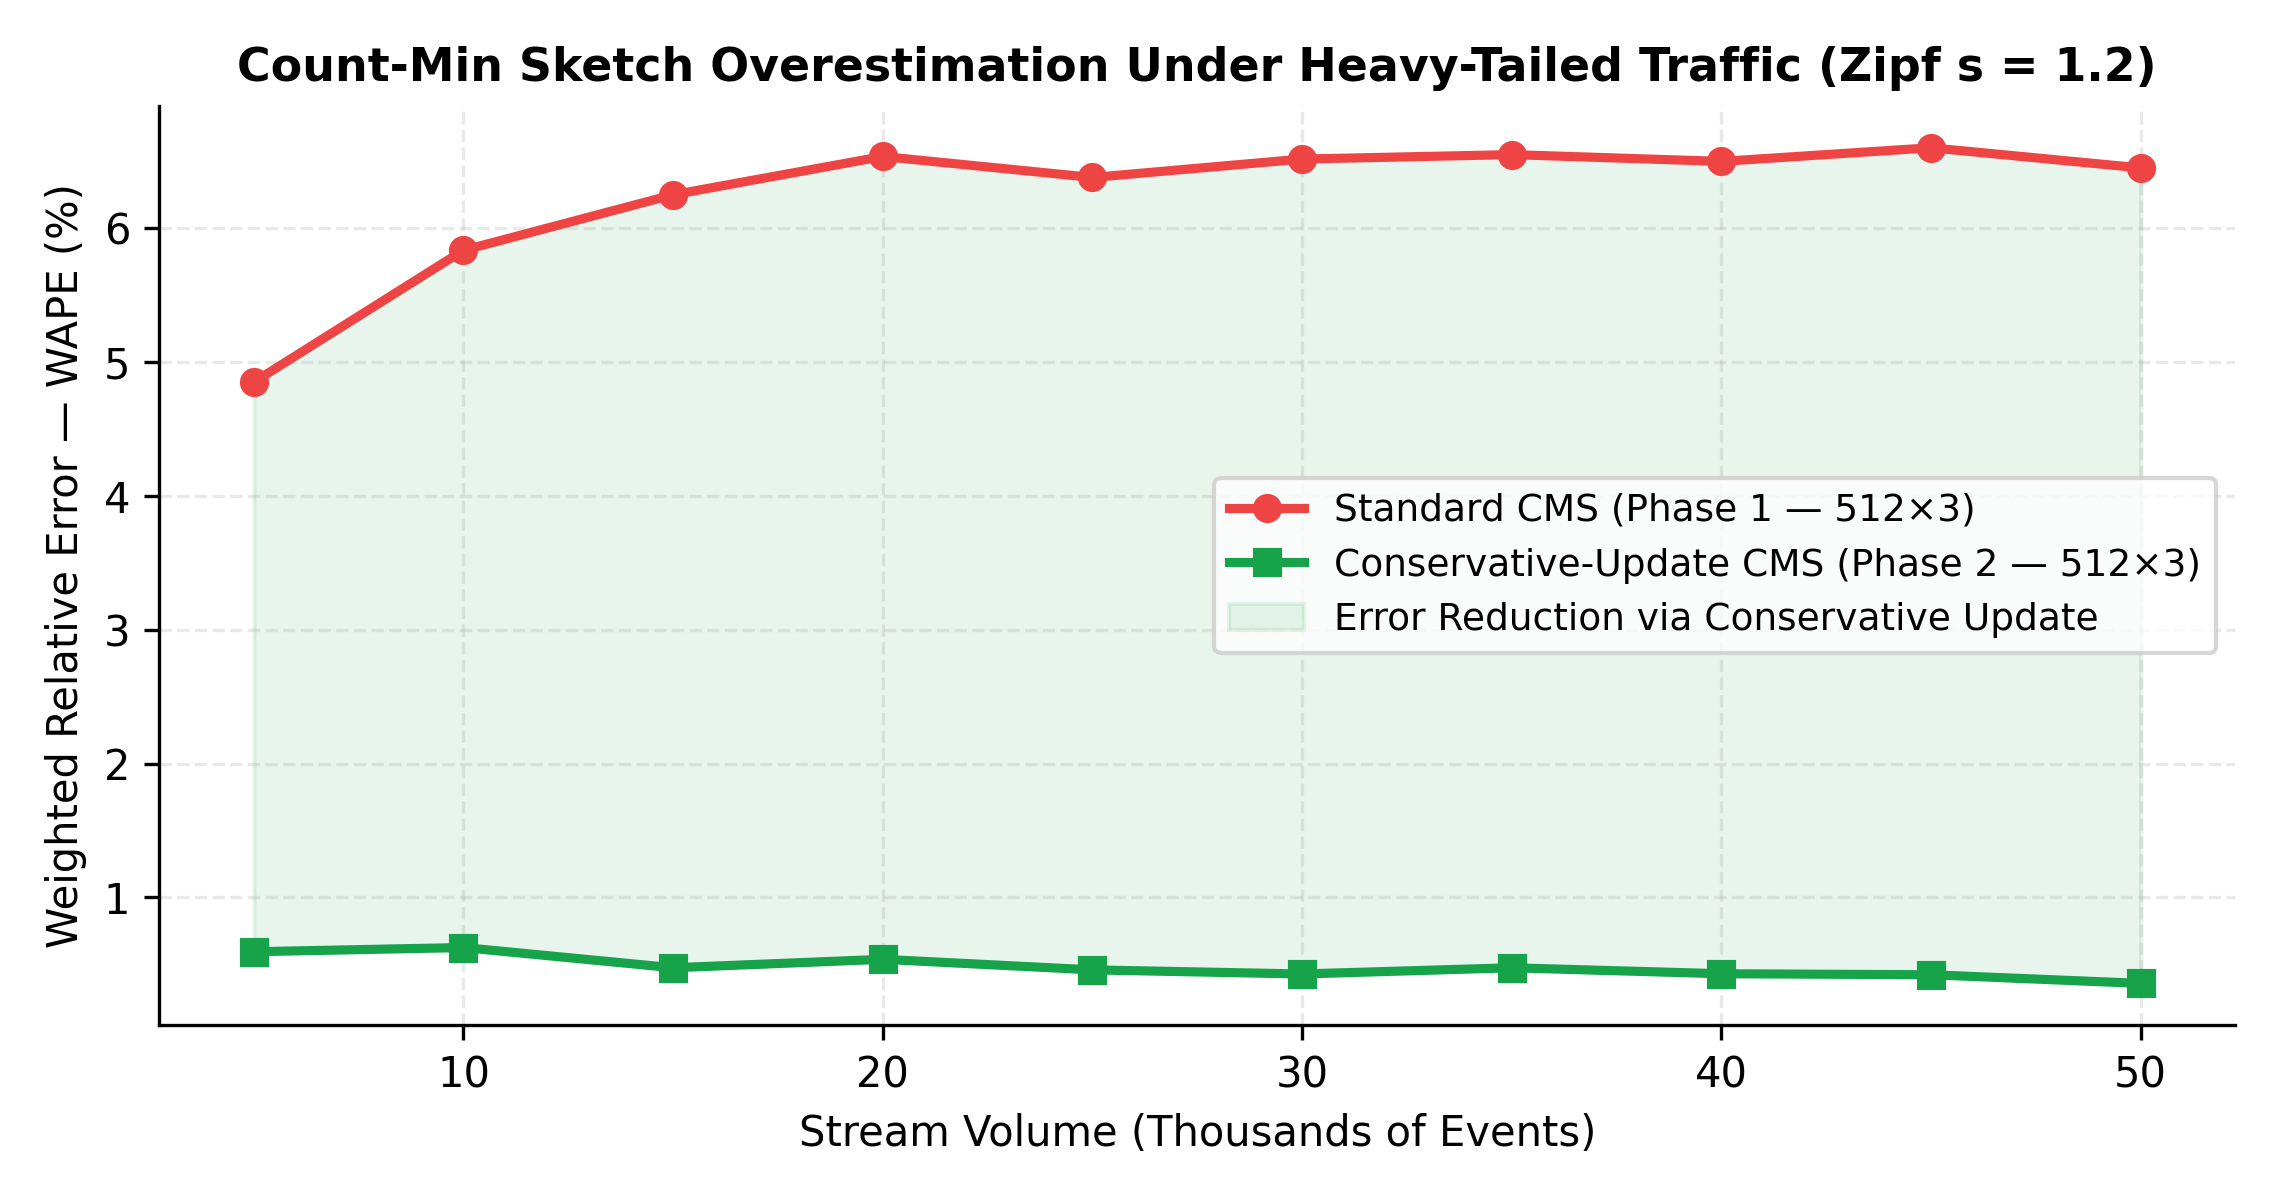 Count-Min Sketch Overestimation Under Heavy-Tailed Traffic (Zipf s = 1.2)
Weighted Relative Error — WAPE (%)
6
5
4
3
2
1
Standard CMS (Phase 1 — 512×3)
Conservative-Update CMS (Phase 2 — 512×3)
Error Reduction via Conservative Update
10 20 30 40 50
Stream Volume (Thousands of Events)